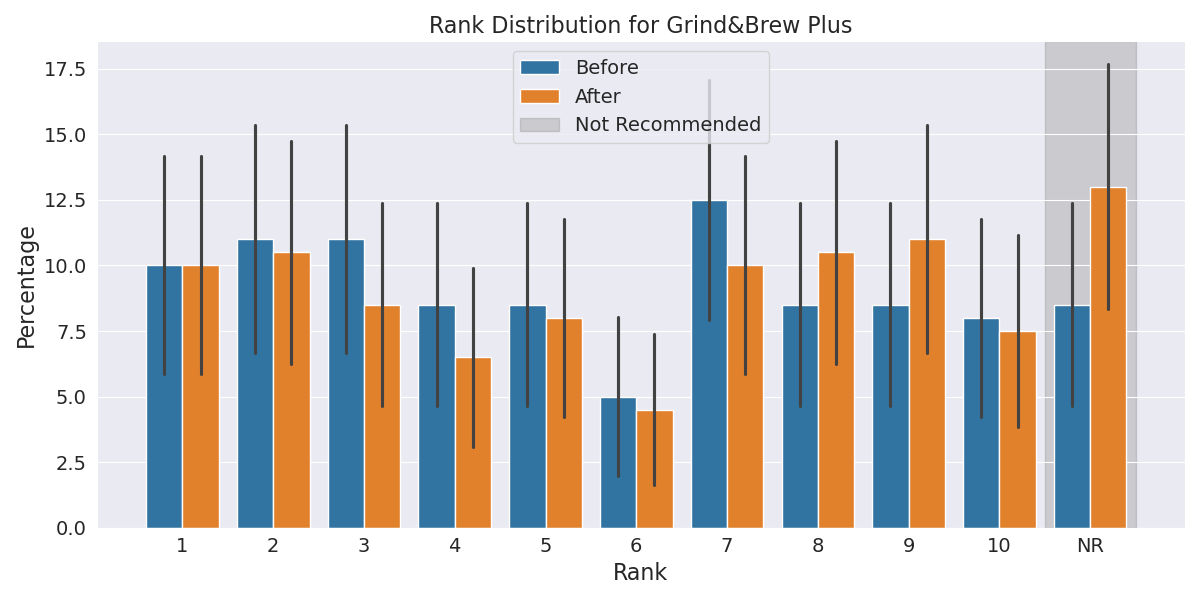 Rank Distribution for Grind&Brew Plus
Before
After
Not Recommended
Percentage
17.5
15.0
12.5
10.0
7.5
5.0
2.5
0.0
1 2 3 4 5 6 7 8 9 10 NR
Rank